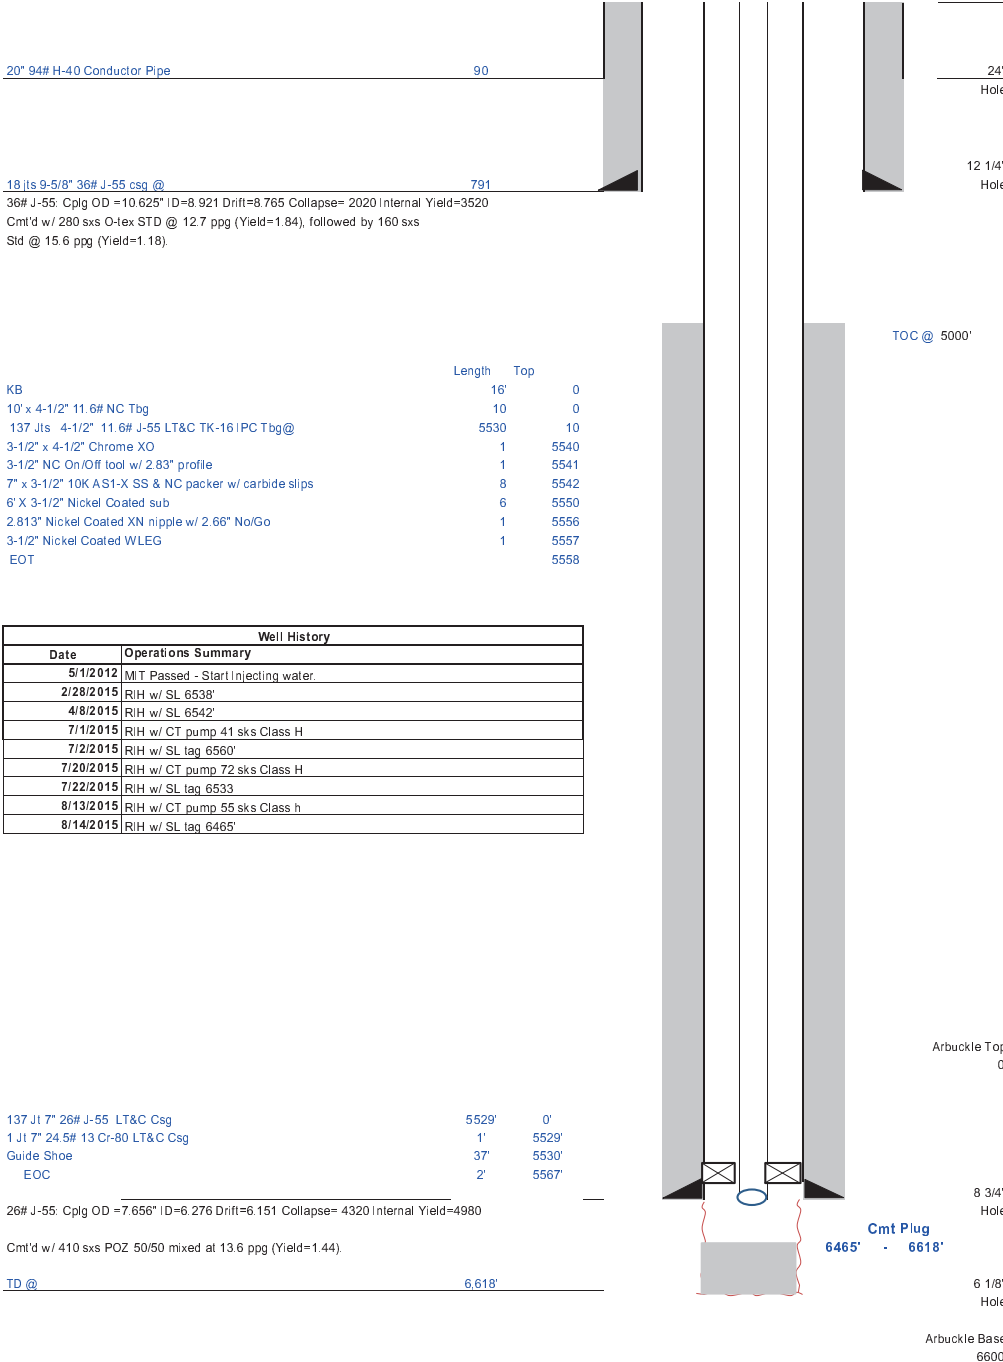 20" 94# H-40 Conductor Pipe 90 24'
Hole
12 1/4'
18 jts 9-5/8" 36# J-55 csg @ 791 Hole
36# J-55: Cplg OD =10.625" ID=8.921 Drift=8.765 Collapse= 2020 Internal Yield=3520
Cmt'd w/ 280 sxs O-tex STD @ 12.7 ppg (Yield=1.84), followed by 160 sxs
Std @ 15.6 ppg (Yield=1.18).
TOC @ 5000'
Length Top
KB 16' 0
10' x 4-1/2" 11.6# NC Tbg 10 0
137 Jts 4-1/2" 11.6# J-55 LT&C TK-16 IPC Tbg@ 5530 10
3-1/2" x 4-1/2" Chrome XO 1 5540
3-1/2" NC On/Off tool w/ 2.83" profile 1 5541
7" x 3-1/2" 10K AS1-X SS & NC packer w/ carbide slips 8 5542
6' X 3-1/2" Nickel Coated sub 6 5550
2.813" Nickel Coated XN nipple w/ 2.66" No/Go 1 5556
3-1/2" Nickel Coated WLEG 1 5557
EOT 5558
Well History
Date Operations Summary
5/1/2012 MIT Passed - Start Injecting water.
2/28/2015 RIH w/ SL 6538'
4/8/2015 RIH w/ SL 6542'
7/1/2015 RIH w/ CT pump 41 sks Class H
7/2/2015 RIH w/ SL tag 6560'
7/20/2015 RIH w/ CT pump 72 sks Class H
7/22/2015 RIH w/ SL tag 6533
8/13/2015 RIH w/ CT pump 55 sks Class h
8/14/2015 RIH w/ SL tag 6465'
Arbuckle Top
0
137 Jt 7" 26# J-55 LT&C Csg 5529' 0'
1 Jt 7" 24.5# 13 Cr-80 LT&C Csg 1' 5529'
Guide Shoe 37' 5530'
EOC 2' 5567'
8 3/4'
26# J-55: Cplg OD =7.656" ID=6.276 Drift=6.151 Collapse= 4320 Internal Yield=4980 Hole
Cmt Plug
Cmt'd w/ 410 sxs POZ 50/50 mixed at 13.6 ppg (Yield=1.44). 6465' - 6618'
TD @ 6,618' 6 1/8'
Hole
Arbuckle Base
6600